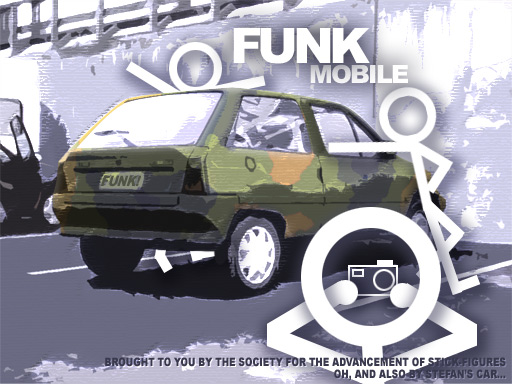 FUNK
MOBILE
FUNK!
BROUGHT TO YOU BY THE SOCIETY FOR THE ADVANCEMENT OF STICK-FIGURES
OH, AND ALSO BY STEFAN'S CAR...